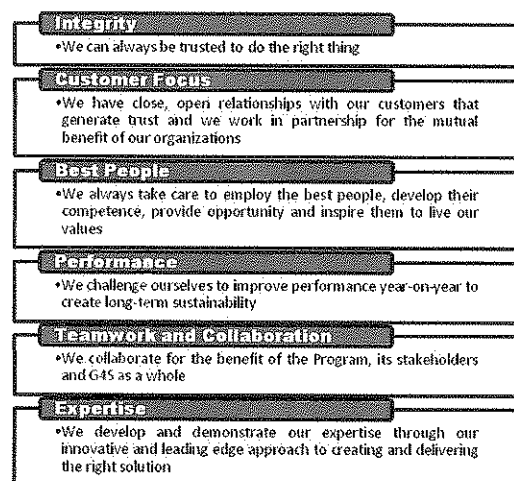 Integrity
•We can always be trusted to do the right thing
Customer Focus
•We have close, open relationships with our customers that
generate trust and we work in partnership for the mutual
benefit of our organizations
Best People
•We always take care to employ the best people, develop their
competence, provide opportunity and inspire them to live our
values
Performance
•We challenge ourselves to improve performance year-on-year to
create long-term sustainability
Teamwork and Collaboration
•We collaborate for the benefit of the Program, its stakeholders
and G4S as a whole
Expertise
•We develop and demonstrate our expertise through our
innovative and leading edge approach to creating and delivering
the right solution